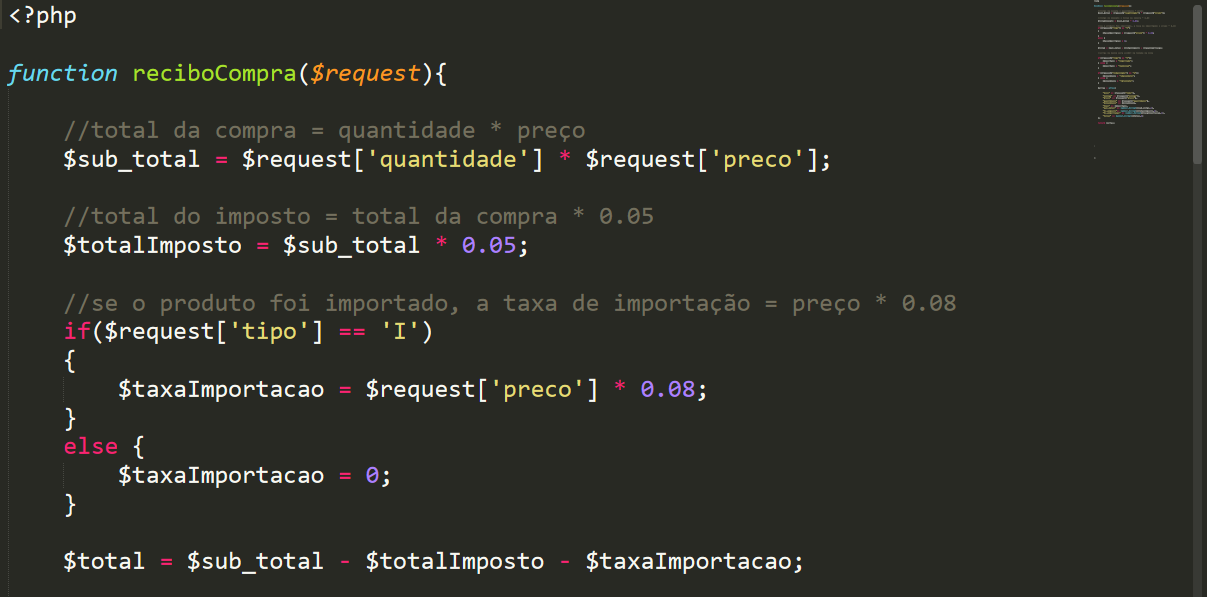 <?php
function reciboCompra($request){
//total da compra = quantidade * preço
$sub_total = $request['quantidade'] * $request['preco'];
//total do imposto = total da compra * 0.05
$totalImposto = $sub_total * 0.05;
//se o produto foi importado, a taxa de importação = preço * 0.08
if($request['tipo'] == 'I')
{
$taxaImportacao = $request['preco'] * 0.08;
}
else {
$taxaImportacao = 0;
}
$total = $sub_total - $totalImposto - $taxaImportacao;